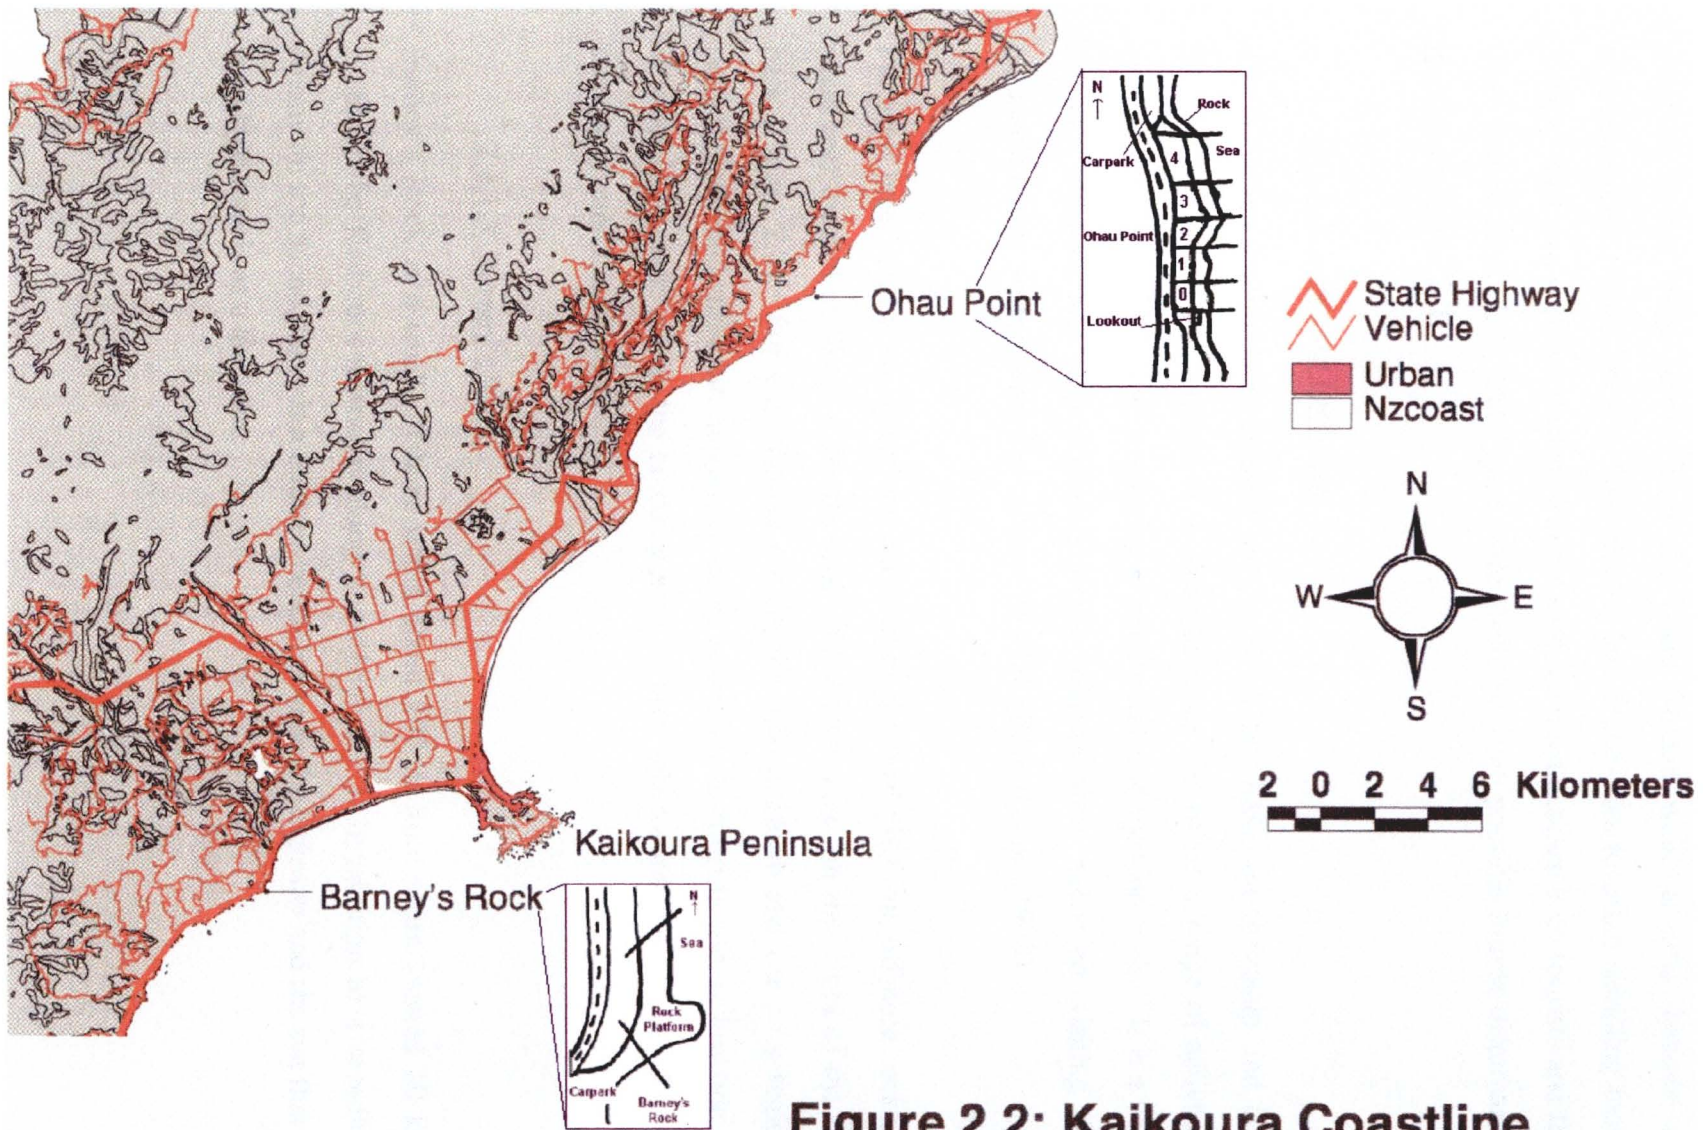 N
Rock
Sea
Carpark
4
3
Ohau Point
2
1
0
Lookout
Ohau Point
State Highway
Vehicle
Urban
Nzcoast
N
W E
S
2 0 2 4 6 Kilometers
Kaikoura Peninsula
Barney's Rock
N
Sea
Rock
Platform
Carpark
Barney's
Rock
Figure 2.2: Kaikoura Coastline